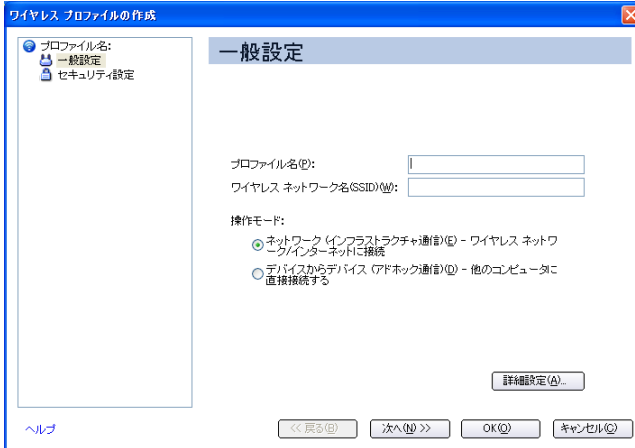 ワイヤレス プロファイルの作成
プロファイル名:
一般設定
セキュリティ設定
一般設定
プロファイル名(P):
ワイヤレス ネットワーク名(SSID)(W):
操作モード:
ネットワーク (インフラストラクチャ通信)(E) - ワイヤレス ネットワ
ーク/インターネットに接続
デバイスからデバイス (アドホック通信)(D) - 他のコンピュータに
直接接続する
詳細設定(A)...
ヘルプ
<< 戻る(B)
次へ(N) >>
OK(O)
キャンセル(C)